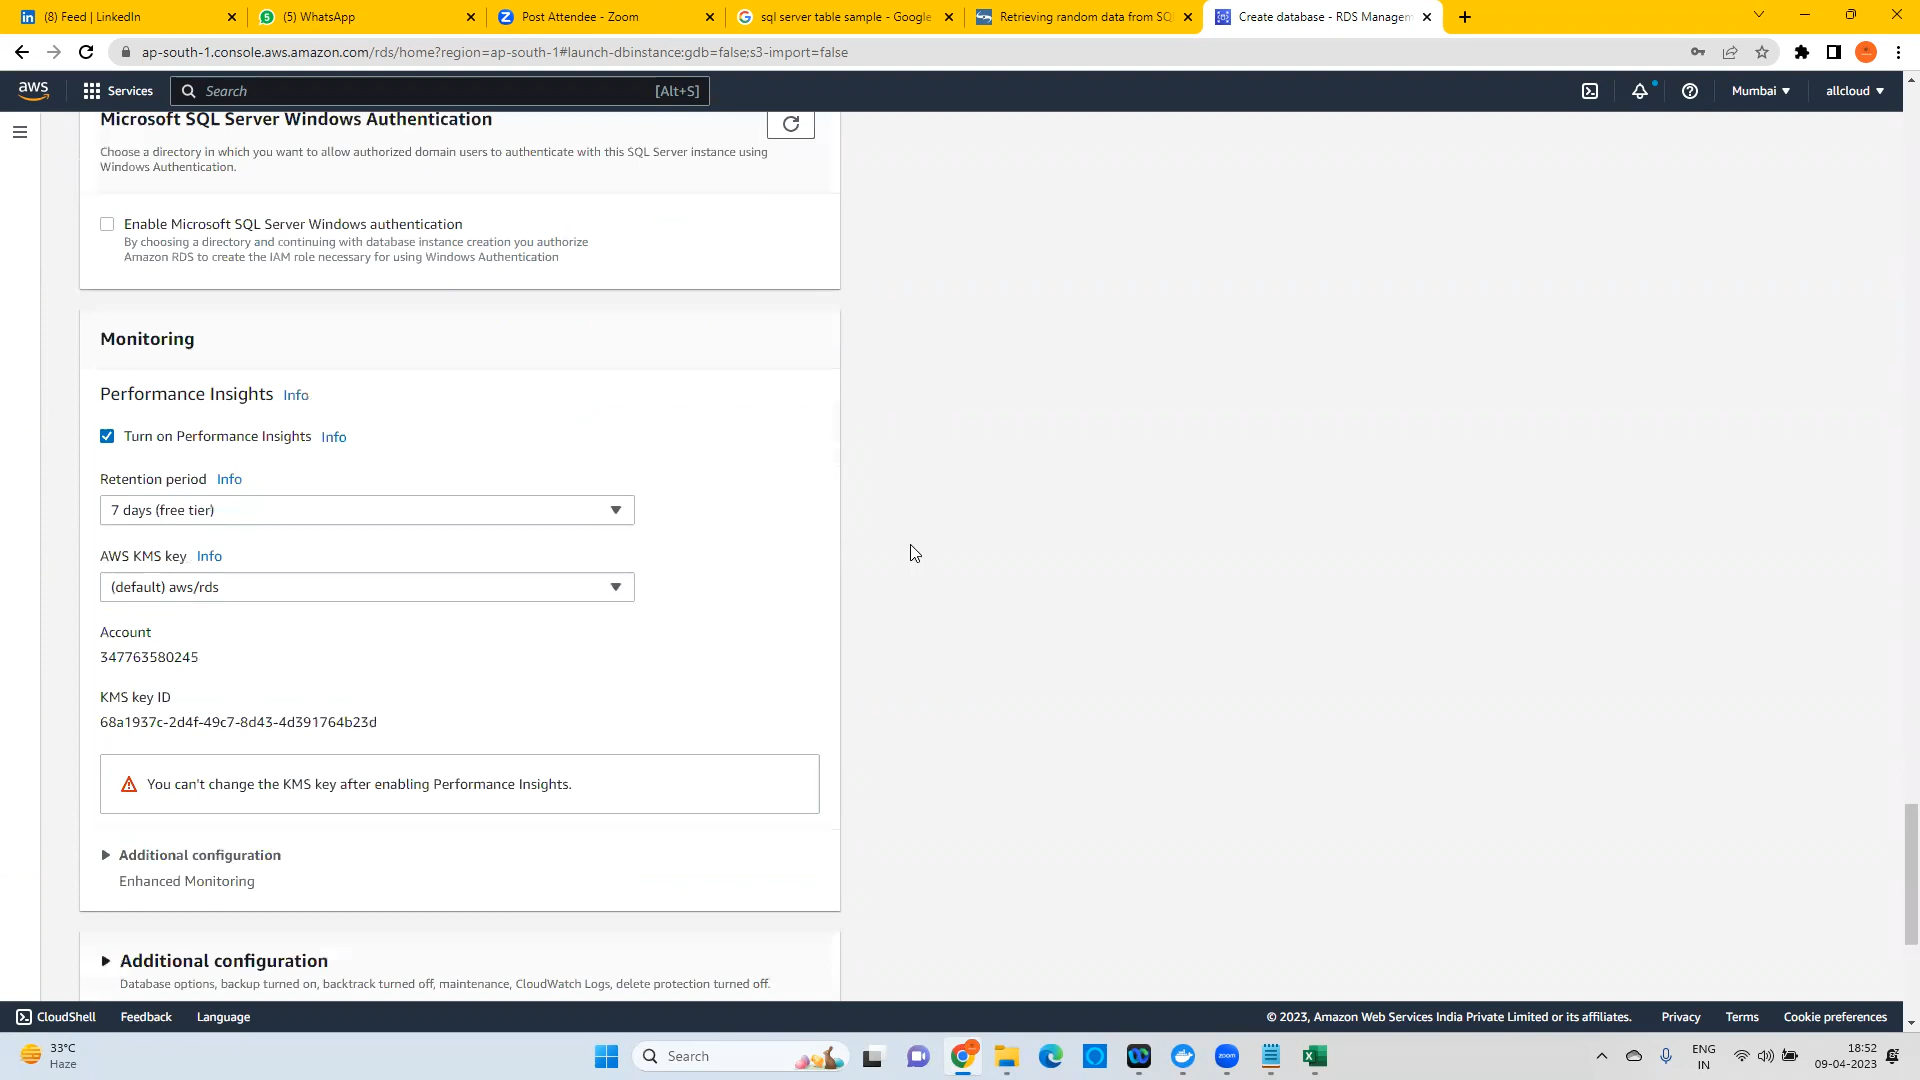 (8) Feed | LinkedIn
(5) WhatsApp
Post Attendee - Zoom
sql server table sample - Google
Retrieving random data from SQ
Create database - RDS Managem
ap-south-1.console.aws.amazon.com/rds/home?region=ap-south-1#launch-dbinstance:gdb=false;s3-import=false
aws
Services
Search
[Alt+S]
Mumbai
allcloud
Microsoft SQL Server Windows Authentication
Choose a directory in which you want to allow authorized domain users to authenticate with this SQL Server instance using
Windows Authentication.
Enable Microsoft SQL Server Windows authentication
By choosing a directory and continuing with database instance creation you authorize
Amazon RDS to create the IAM role necessary for using Windows Authentication
Monitoring
Performance Insights Info
Turn on Performance Insights Info
Retention period Info
7 days (free tier)
AWS KMS key Info
(default) aws/rds
Account
347763580245
KMS key ID
68a1937c-2d4f-49c7-8d43-4d391764b23d
You can't change the KMS key after enabling Performance Insights.
Additional configuration
Enhanced Monitoring
Additional configuration
Database options, backup turned on, backtrack turned off, maintenance, CloudWatch Logs, delete protection turned off.
CloudShell
Feedback
Language
© 2023, Amazon Web Services India Private Limited or its affiliates.
Privacy
Terms
Cookie preferences
33°C
Haze
Search
zoom
ENG
IN
18:52
09-04-2023